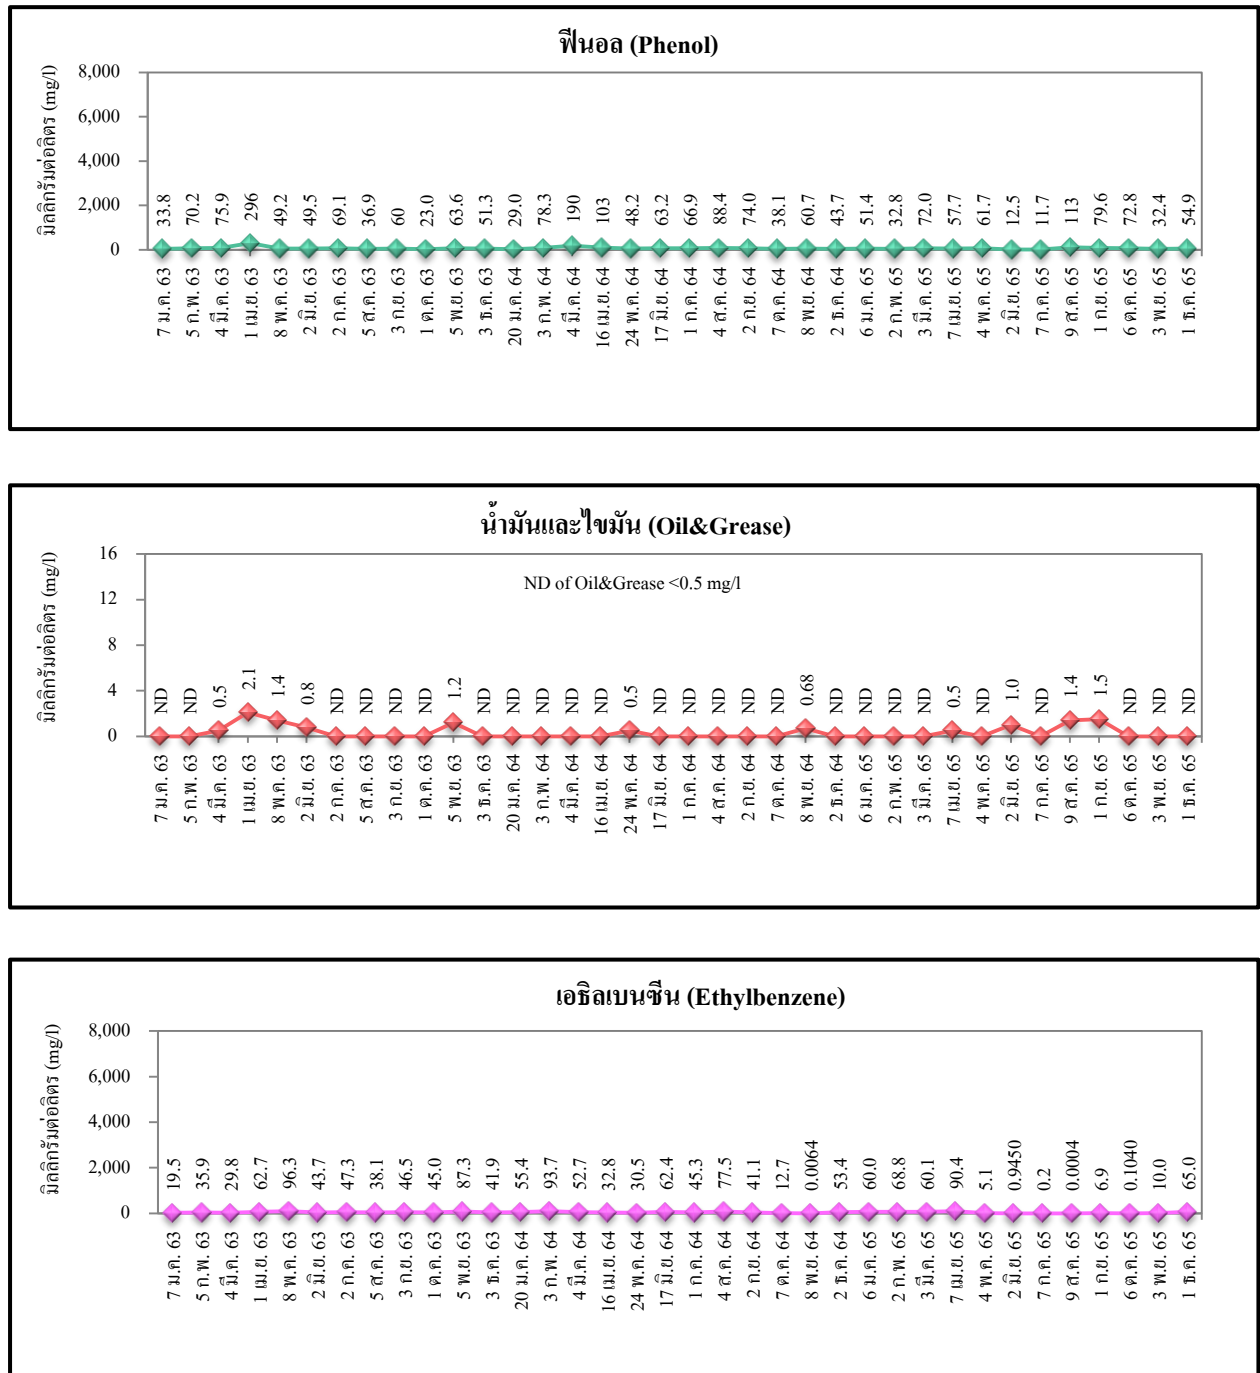 ฟีนอล (Phenol)
มิลลิกรัมต่อลิตร (mg/l)
8,000
6,000
4,000
2,000
0
33.8 70.2 75.9 296 49.2 49.5 69.1 36.9 60 23.0 63.6 51.3 29.0 78.3 190 103 48.2 63.2 66.9 88.4 74.0 38.1 60.7 43.7 51.4 32.8 72.0 57.7 61.7 12.5 11.7 113 79.6 72.8 32.4 54.9
7 ม.ค. 63 5 ก.พ. 63 4 มี.ค. 63 1 เม.ย. 63 8 พ.ค. 63 2 มิ.ย. 63 2 ก.ค. 63 5 ส.ค. 63 3 ก.ย. 63 1 ต.ค. 63 5 พ.ย. 63 3 ธ.ค. 63 20 ม.ค. 64 3 ก.พ. 64 4 มี.ค. 64 16 เม.ย. 64 24 พ.ค. 64 17 มิ.ย. 64 1 ก.ค. 64 4 ส.ค. 64 2 ก.ย. 64 7 ต.ค. 64 8 พ.ย. 64 2 ธ.ค. 64 6 ม.ค. 65 2 ก.พ. 65 3 มี.ค. 65 7 เม.ย. 65 4 พ.ค. 65 2 มิ.ย. 65 7 ก.ค. 65 9 ส.ค. 65 1 ก.ย. 65 6 ต.ค. 65 3 พ.ย. 65 1 ธ.ค. 65
น้ำมันและไขมัน (Oil&Grease)
มิลลิกรัมต่อลิตร (mg/l)
ND of Oil&Grease <0.5 mg/l
16
12
8
4
0
ND ND 0.5 2.1 1.4 0.8 ND ND ND ND 1.2 ND ND ND ND ND 0.5 ND ND ND ND ND 0.68 ND ND ND ND 0.5 ND 1.0 ND 1.4 1.5 ND ND ND
7 ม.ค. 63 5 ก.พ. 63 4 มี.ค. 63 1 เม.ย. 63 8 พ.ค. 63 2 มิ.ย. 63 2 ก.ค. 63 5 ส.ค. 63 3 ก.ย. 63 1 ต.ค. 63 5 พ.ย. 63 3 ธ.ค. 63 20 ม.ค. 64 3 ก.พ. 64 4 มี.ค. 64 16 เม.ย. 64 24 พ.ค. 64 17 มิ.ย. 64 1 ก.ค. 64 4 ส.ค. 64 2 ก.ย. 64 7 ต.ค. 64 8 พ.ย. 64 2 ธ.ค. 64 6 ม.ค. 65 2 ก.พ. 65 3 มี.ค. 65 7 เม.ย. 65 4 พ.ค. 65 2 มิ.ย. 65 7 ก.ค. 65 9 ส.ค. 65 1 ก.ย. 65 6 ต.ค. 65 3 พ.ย. 65 1 ธ.ค. 65
เอธิลเบนซีน (Ethylbenzene)
มิลลิกรัมต่อลิตร (mg/l)
8,000
6,000
4,000
2,000
0
19.5 35.9 29.8 62.7 96.3 43.7 47.3 38.1 46.5 45.0 87.3 41.9 55.4 93.7 52.7 32.8 30.5 62.4 45.3 77.5 41.1 12.7 0.0064 53.4 60.0 68.8 60.1 90.4 5.1 0.9450 0.2 0.0004 6.9 0.1040 10.0 65.0
7 ม.ค. 63 5 ก.พ. 63 4 มี.ค. 63 1 เม.ย. 63 8 พ.ค. 63 2 มิ.ย. 63 2 ก.ค. 63 5 ส.ค. 63 3 ก.ย. 63 1 ต.ค. 63 5 พ.ย. 63 3 ธ.ค. 63 20 ม.ค. 64 3 ก.พ. 64 4 มี.ค. 64 16 เม.ย. 64 24 พ.ค. 64 17 มิ.ย. 64 1 ก.ค. 64 4 ส.ค. 64 2 ก.ย. 64 7 ต.ค. 64 8 พ.ย. 64 2 ธ.ค. 64 6 ม.ค. 65 2 ก.พ. 65 3 มี.ค. 65 7 เม.ย. 65 4 พ.ค. 65 2 มิ.ย. 65 7 ก.ค. 65 9 ส.ค. 65 1 ก.ย. 65 6 ต.ค. 65 3 พ.ย. 65 1 ธ.ค. 65